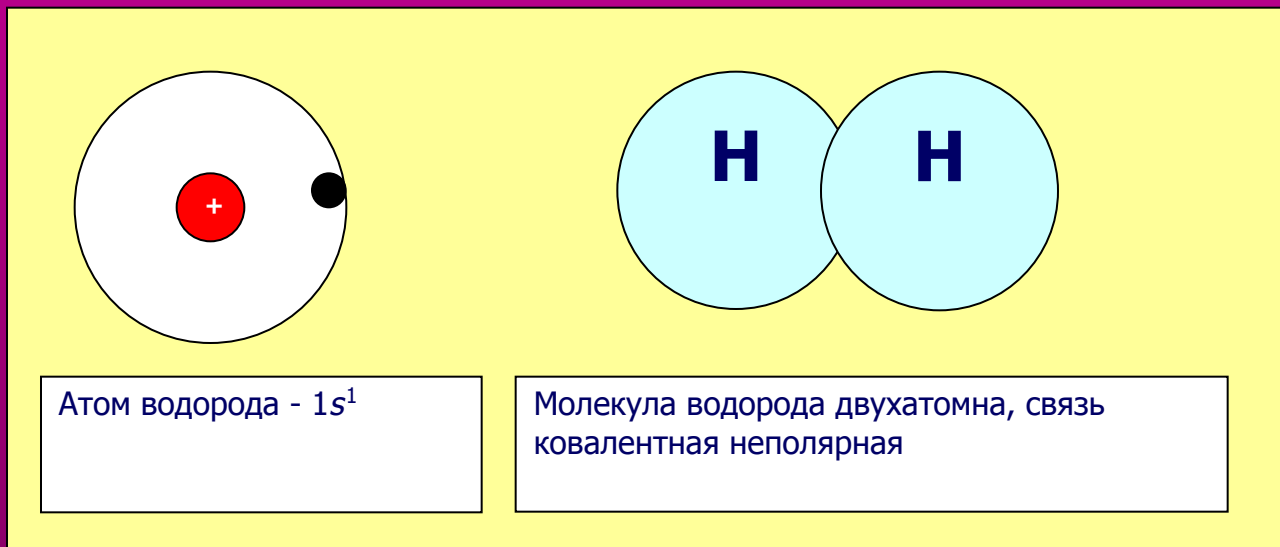 +
H H
Атом водорода - 1s¹
Молекула водорода двухатомна, связь
ковалентная неполярная